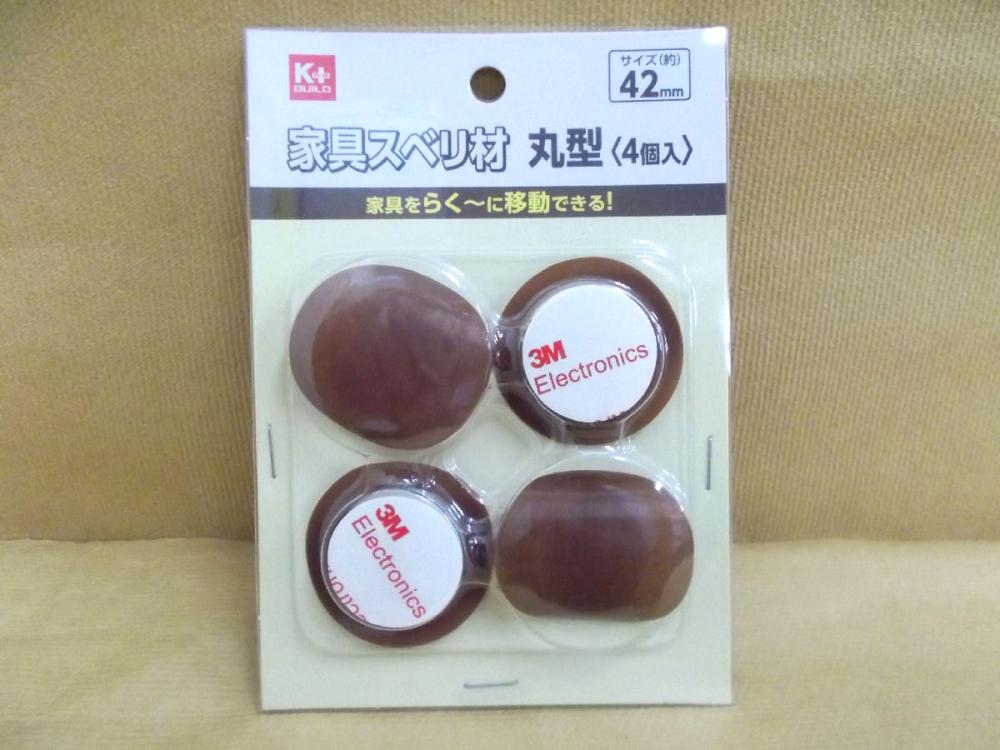 K+
BUILD
サイズ(約)
42mm
家具スベリ材 丸型〈4個入〉
家具をらく～に移動できる!
3M
Electronics
3M
Electronics